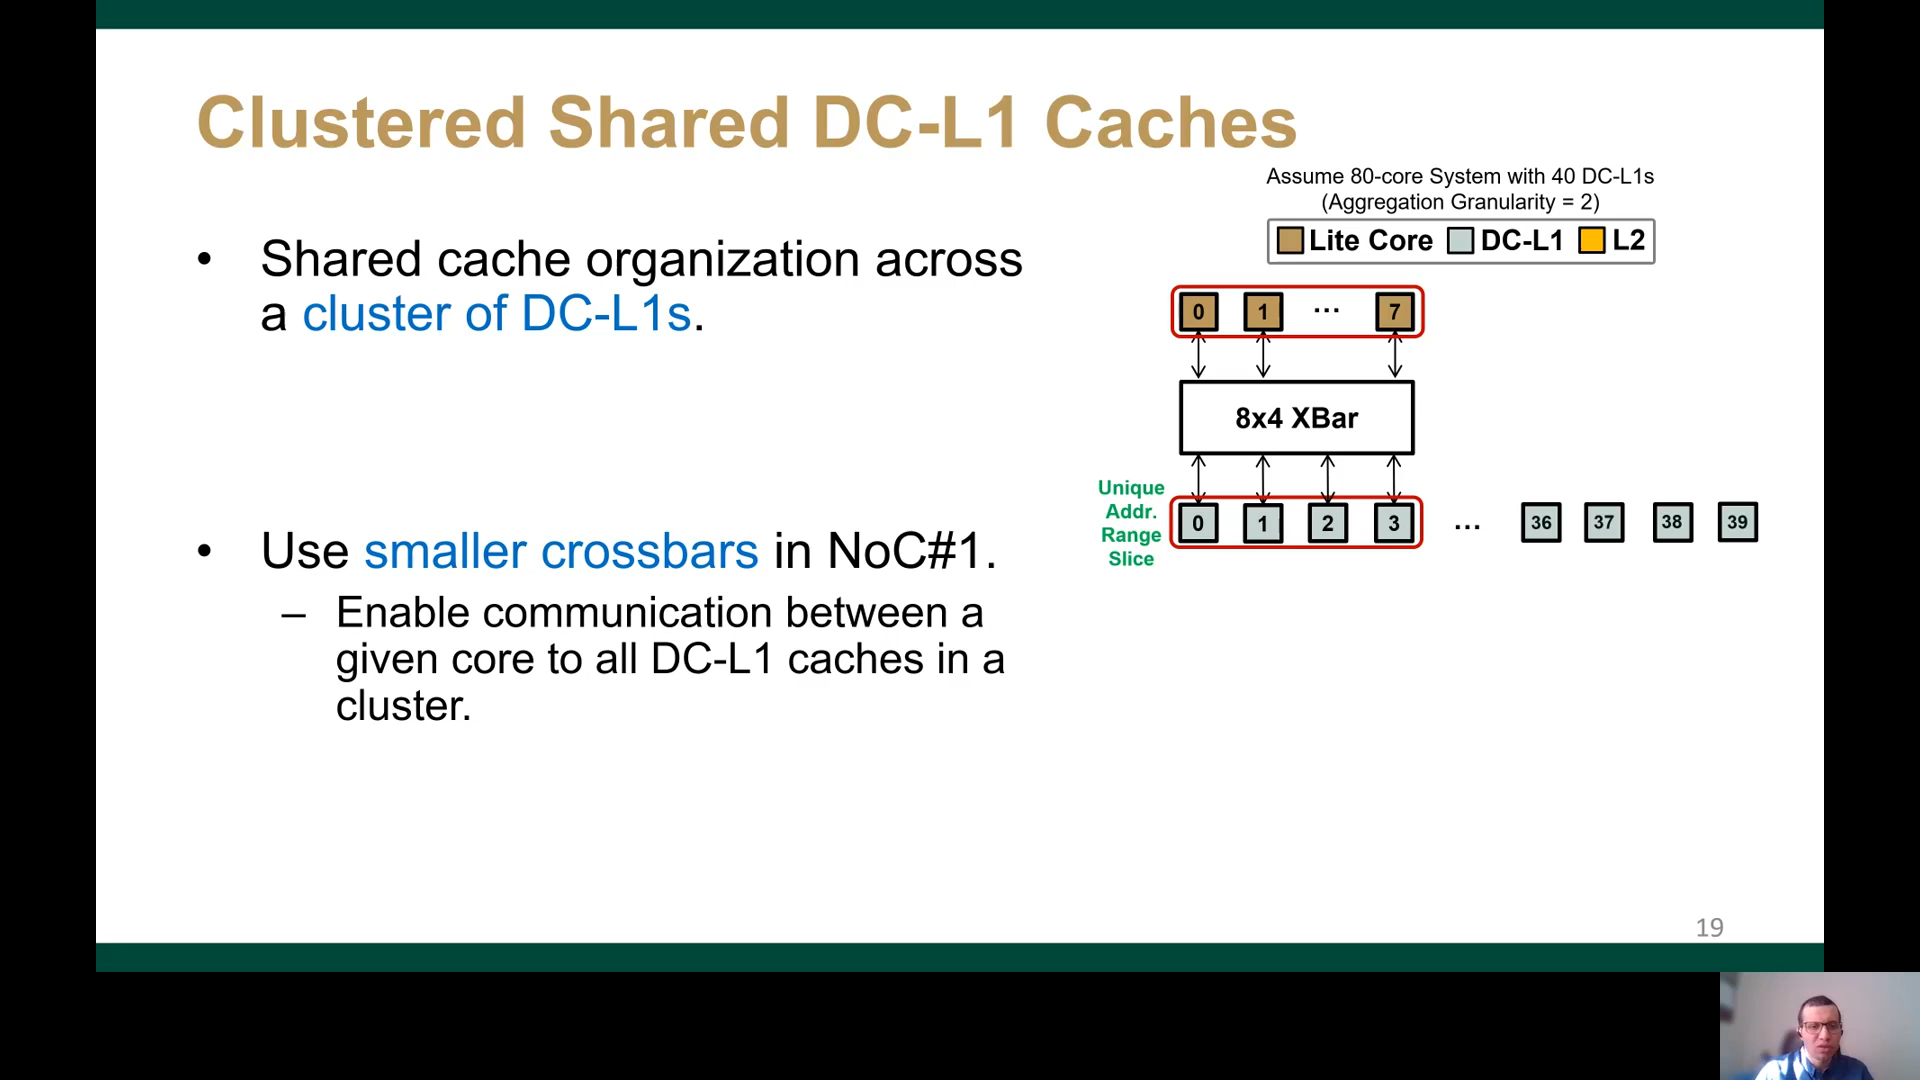 Clustered Shared DC-L1 Caches
Assume 80-core System with 40 DC-L1s
(Aggregation Granularity = 2)
Lite Core DC-L1 L2
• Shared cache organization across
a cluster of DC-L1s.
0 1 ... 7
8x4 XBar
Unique
Addr.
Range
Slice
0 1 2 3 ... 36 37 38 39
• Use smaller crossbars in NoC#1.
– Enable communication between a
given core to all DC-L1 caches in a
cluster.
19